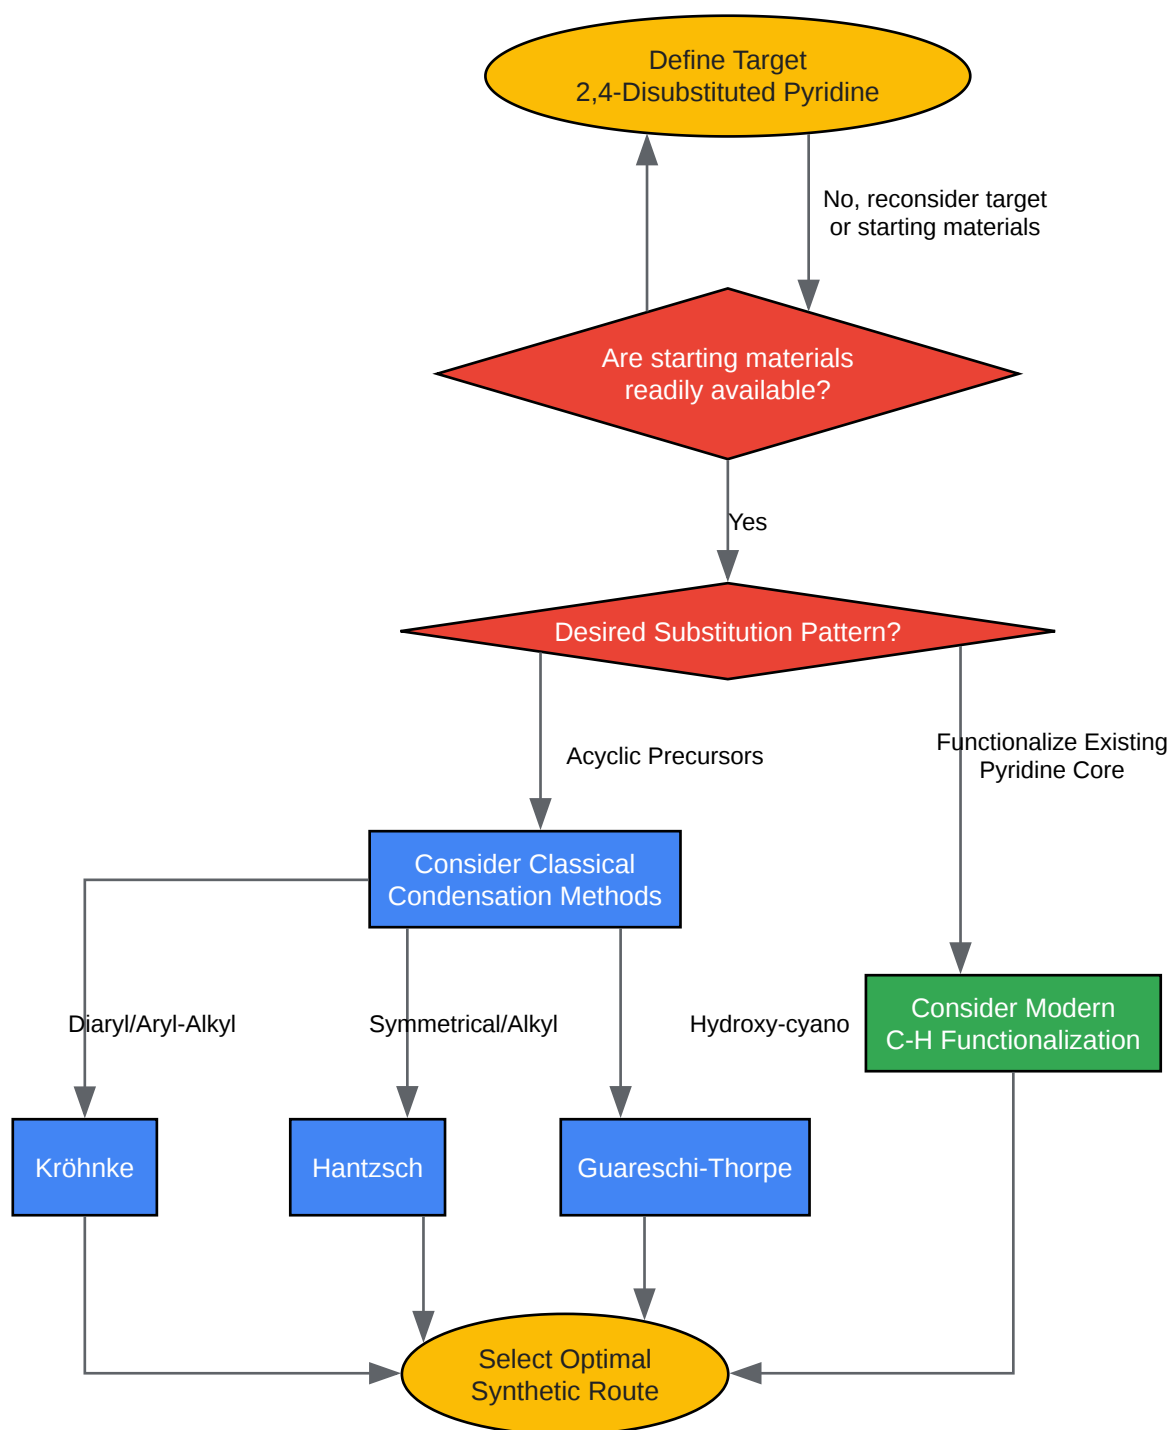 Define Target
2,4-Disubstituted Pyridine
No, reconsider target
or starting materials
Are starting materials
readily available?
Yes
Desired Substitution Pattern?
Acyclic Precursors
Functionalize Existing
Pyridine Core
Consider Classical
Condensation Methods
Consider Modern
C-H Functionalization
Diaryl/Aryl-Alkyl
Symmetrical/Alkyl
Hydroxy-cyano
Kröhnke
Hantzsch
Guareschi-Thorpe
Select Optimal
Synthetic Route